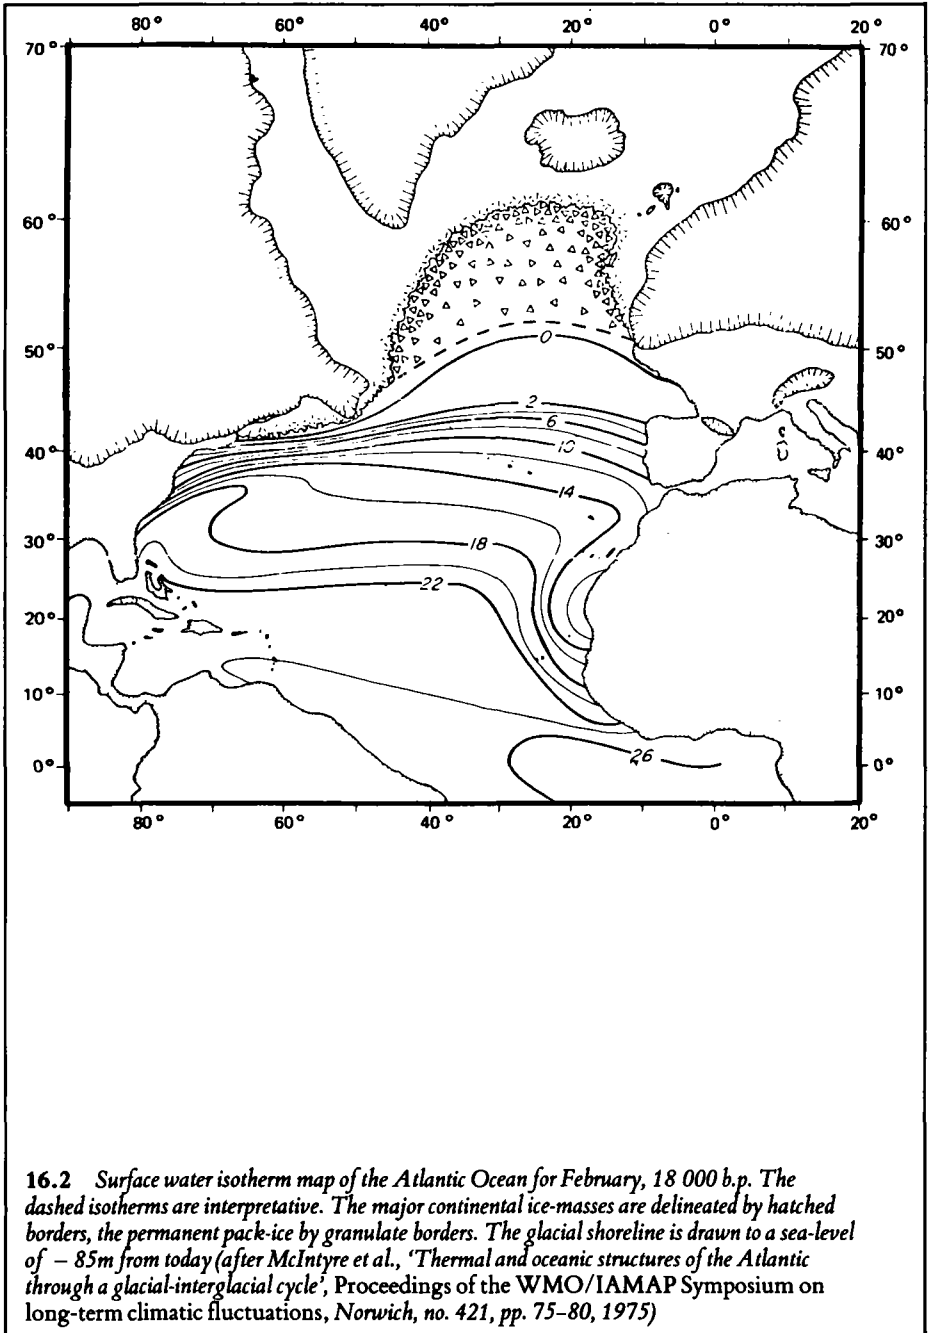 80° 60° 40° 20° 0° 20°
70° 70°
60° 60°
50° 50°
0
2
6
40° 10 40°
14
30° 18 30°
22
20° 20°
10° 10°
26
0° 0°
80° 60° 40° 20° 0° 20°
16.2 Surface water isotherm map of the Atlantic Ocean for February, 18 000 b.p. The
dashed isotherms are interpretative. The major continental ice-masses are delineated by hatched
borders, the permanent pack-ice by granulate borders. The glacial shoreline is drawn to a sea-level
of – 85m from today (after McIntyre et al., ‘Thermal and oceanic structures of the Atlantic
through a glacial-interglacial cycle’, Proceedings of the WMO/IAMAP Symposium on
long-term climatic fluctuations, Norwich, no. 421, pp. 75–80, 1975)